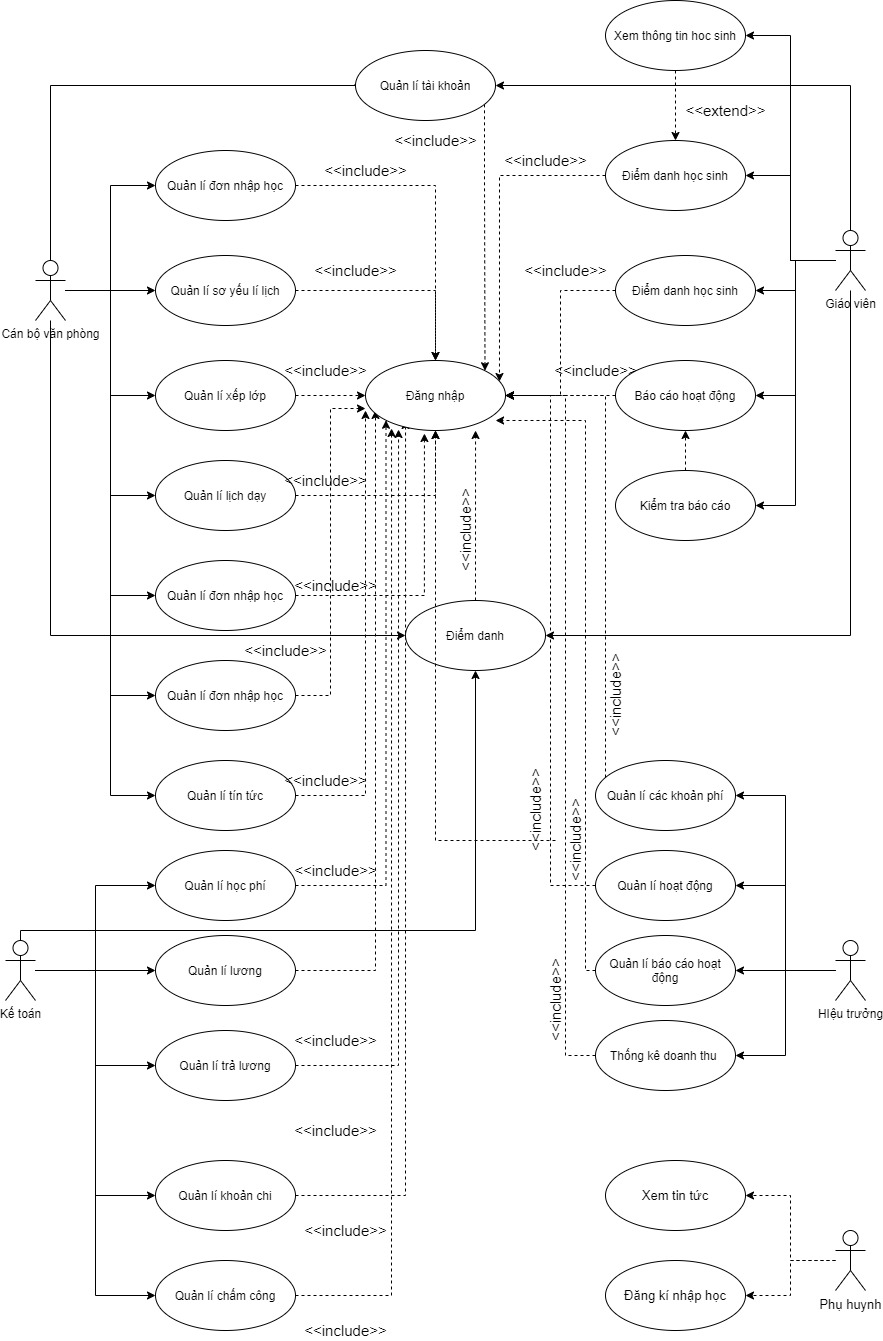 Xem thông tin hoc sinh
Quản lí tài khoản
<<extend>>
<<include>>
<<include>>
<<include>>
Quản lí đơn nhập học
Điểm danh học sinh
Giáo viên
Cán bộ văn phòng
<<include>>
<<include>>
Quản lí sơ yếu lí lịch
Điểm danh học sinh
<<include>>
<<include>>
Quản lí xếp lớp
Đăng nhập
Báo cáo hoạt động
<<include>>
Quản lí lịch dạy
<<include>>
Kiểm tra báo cáo
<<include>>
Quản lí đơn nhập học
Điểm danh
<<include>>
Quản lí đơn nhập học
<<include>>
<<include>>
Quản lí tin tức
<<include>>
<<include>>
Quản lí các khoản phí
<<include>>
Quản lí học phí
Quản lí hoạt động
Quản lí lương
Quản lí báo cáo hoạt
động
Kế toán
HIệu trưởng
<<include>>
<<include>>
Quản lí trả lương
Thống kê doanh thu
<<include>>
Quản lí khoản chi
Xem tin tức
<<include>>
Quản lí chấm công
Đăng kí nhập học
Phụ huynh
<<include>>